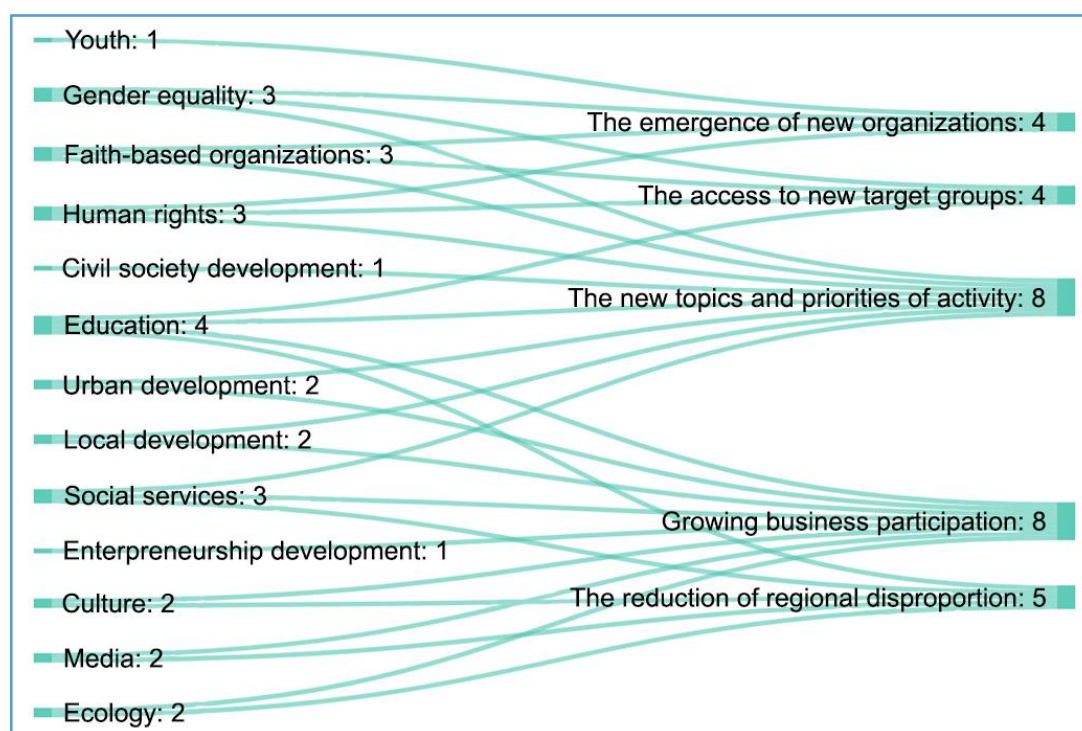 Youth: 1
Gender equality: 3
Faith-based organizations: 3
Human rights: 3
Civil society development: 1
Education: 4
Urban development: 2
Local development: 2
Social services: 3
Enterpreneurship development: 1
Culture: 2
Media: 2
Ecology: 2
The emergence of new organizations: 4
The access to new target groups: 4
The new topics and priorities of activity: 8
Growing business participation: 8
The reduction of regional disproportion: 5